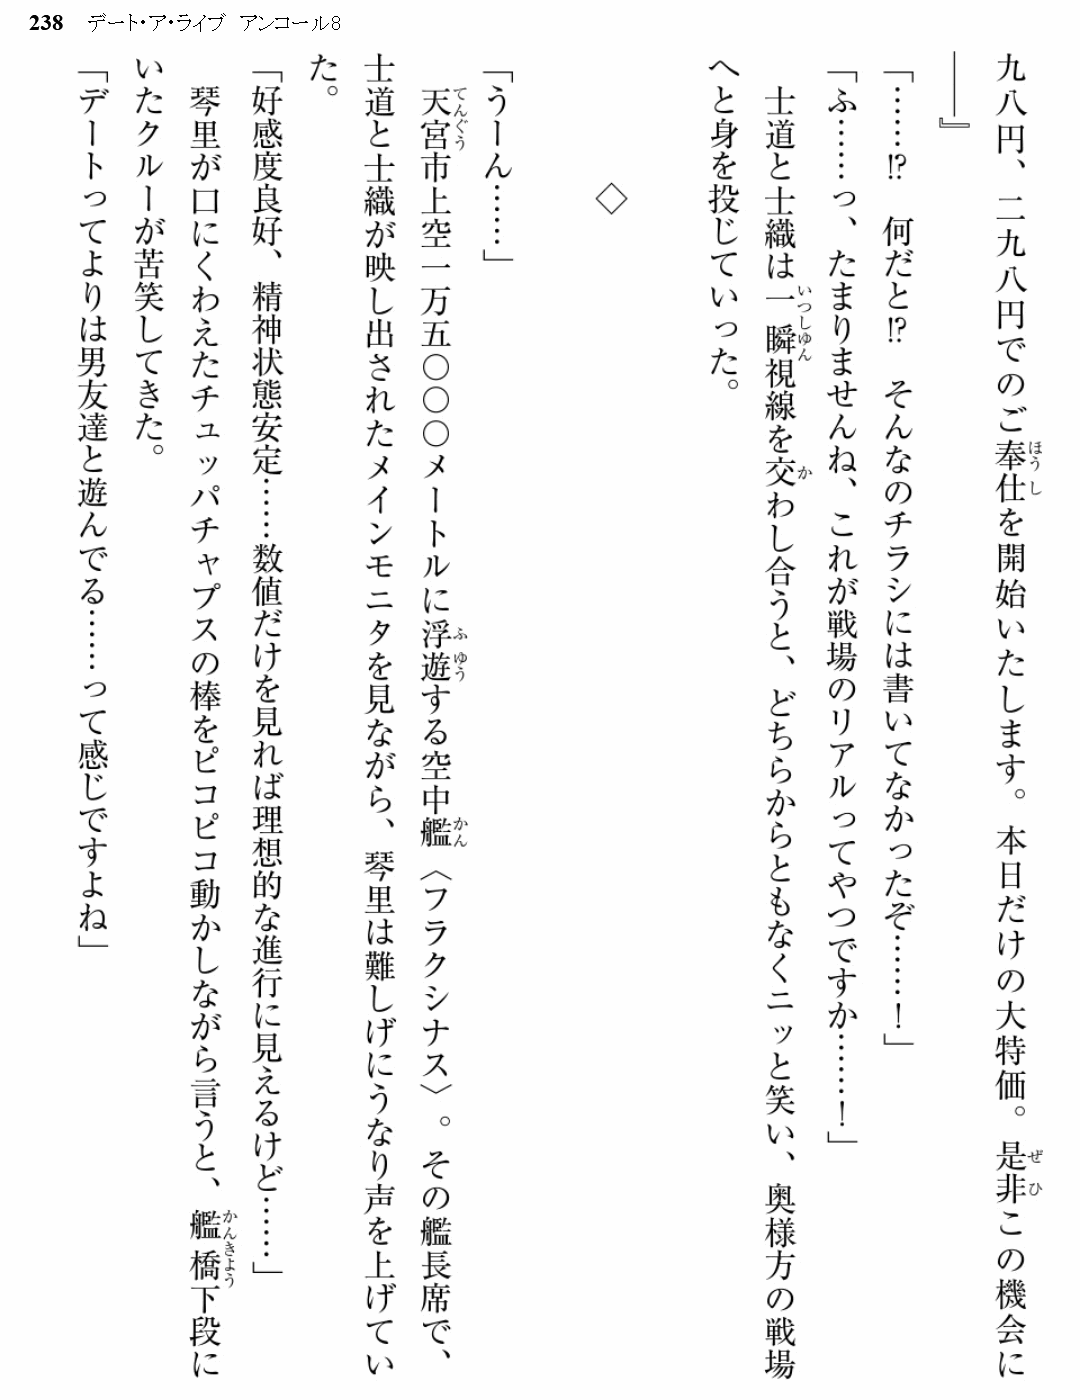 238　デート・ア・ライブ　アンコール8
九八円、二九八円でのご奉仕を開始いたします。本日だけの大特価。是非この機会に
――』
「……!?　何だと!?　そんなのチラシには書いてなかったぞ……！」
「ふ……っ、たまりませんね、これが戦場のリアルってやつですか……！」
　士道と士織は一瞬視線を交わし合うと、どちらからともなくニッと笑い、奥様方の戦場
へと身を投じていった。
◇
「うーん……」
　天宮市上空一万五〇〇〇メートルに浮遊する空中艦〈フラクシナス〉。その艦長席で、
士道と士織が映し出されたメインモニタを見ながら、琴里は難しげにうなり声を上げてい
た。
「好感度良好、精神状態安定……数値だけを見れば理想的な進行に見えるけど……」
　琴里が口にくわえたチュッパチャプスの棒をピコピコ動かしながら言うと、艦橋下段に
いたクルーが苦笑してきた。
「デートってよりは男友達と遊んでる……って感じですよね」